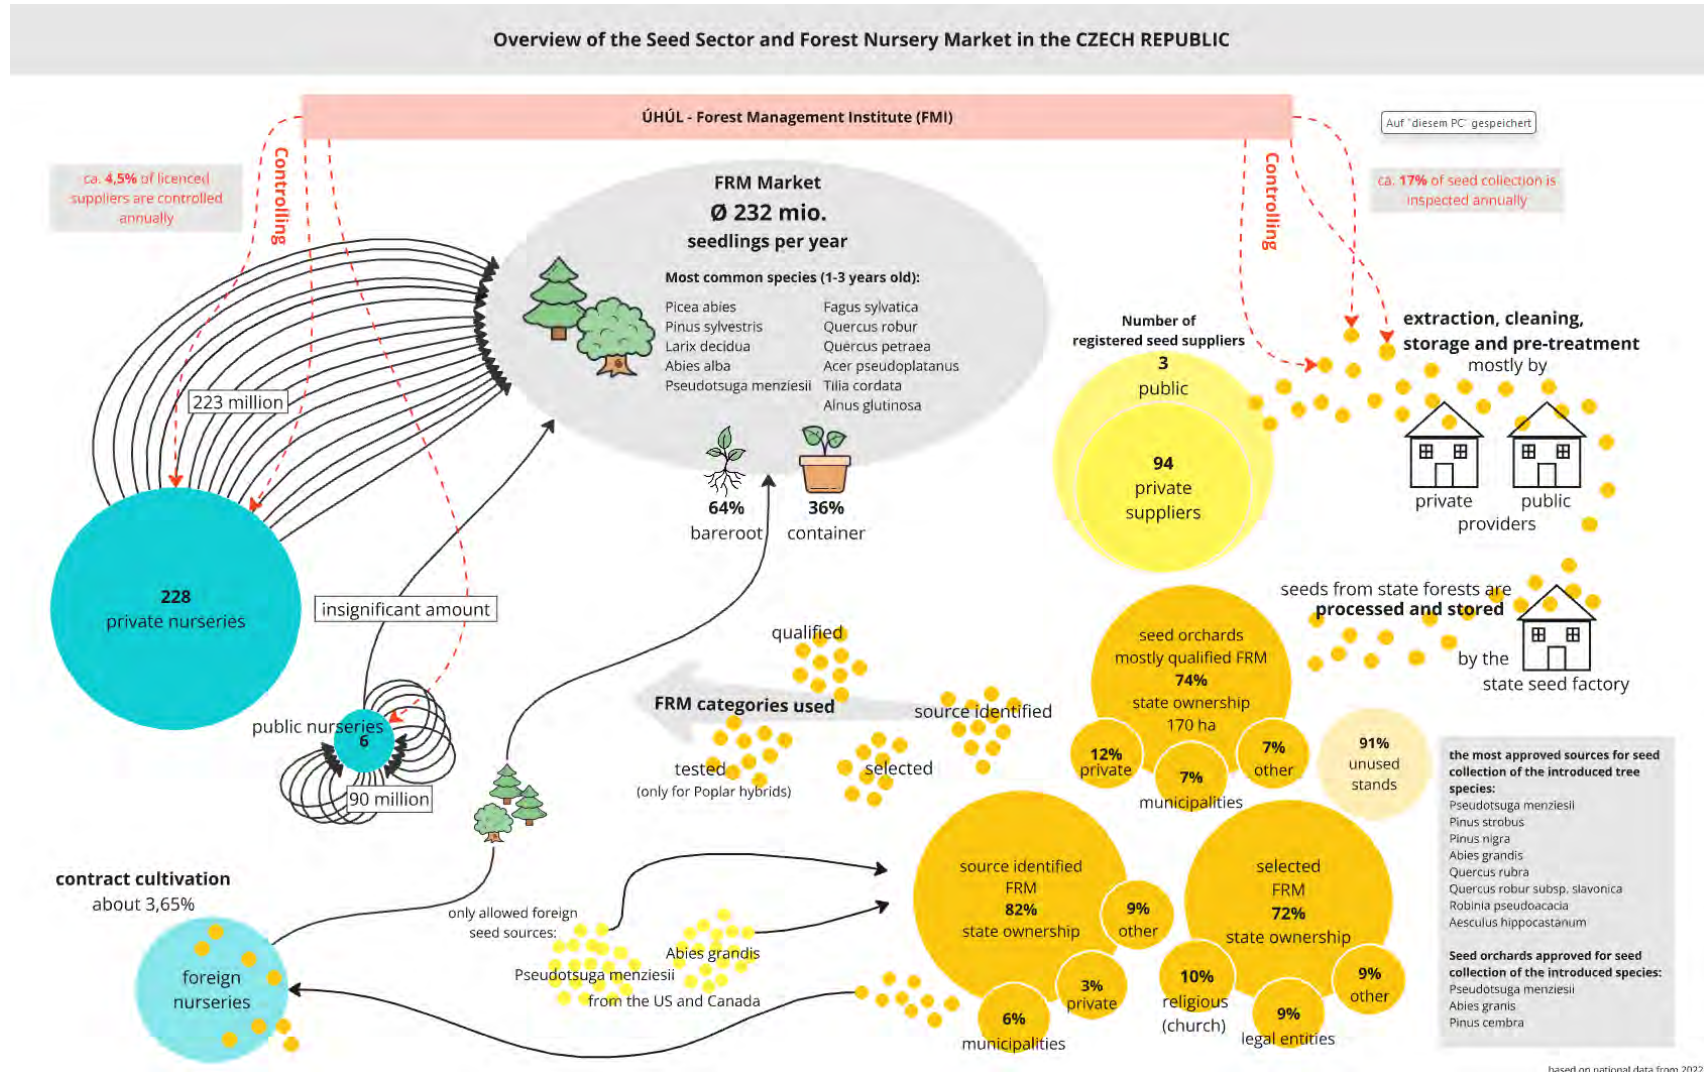 Overview of the Seed Sector and Forest Nursery Market in the CZECH REPUBLIC
ÚHÚL - Forest Management Institute (FMI)
Auf "diesem PC" gespeichert
Controlling
Controlling
ca. 4,5% of licenced
suppliers are controlled
annually
ca. 17% of seed collection is
inspected annually
FRM Market
Ø 232 mio.
seedlings per year
Most common species (1-3 years old):
Picea abies
Pinus sylvestris
Larix decidua
Abies alba
Pseudotsuga menziesii
Fagus sylvatica
Quercus robur
Quercus petraea
Acer pseudoplatanus
Tilia cordata
Alnus glutinosa
64%
bareroot
36%
container
223 million
228
private nurseries
insignificant amount
public nurseries
6
90 million
contract cultivation
about 3,65%
foreign
nurseries
Number of
registered seed suppliers
3
public
94
private
suppliers
extraction, cleaning,
storage and pre-treatment
mostly by
private
public
providers
seeds from state forests are
processed and stored
by the
state seed factory
qualified
FRM categories used
source identified
tested
(only for Poplar hybrids)
selected
only allowed foreign
seed sources:
Pseudotsuga menziesii
Abies grandis
from the US and Canada
seed orchards
mostly qualified FRM
74%
state ownership
170 ha
12%
private
7%
municipalities
7%
other
91%
unused
stands
source identified
FRM
82%
state ownership
9%
other
3%
private
6%
municipalities
selected
FRM
72%
state ownership
10%
religious
(church)
9%
legal entities
9%
other
the most approved sources for seed
collection of the introduced tree
species:
Pseudotsuga menziesii
Pinus strobus
Pinus nigra
Abies grandis
Quercus rubra
Quercus robur subsp. slavonica
Robinia pseudoacacia
Aesculus hippocastanum
Seed orchards approved for seed
collection of the introduced species:
Pseudotsuga menziesii
Abies granis
Pinus cembra
based on national data from 2022